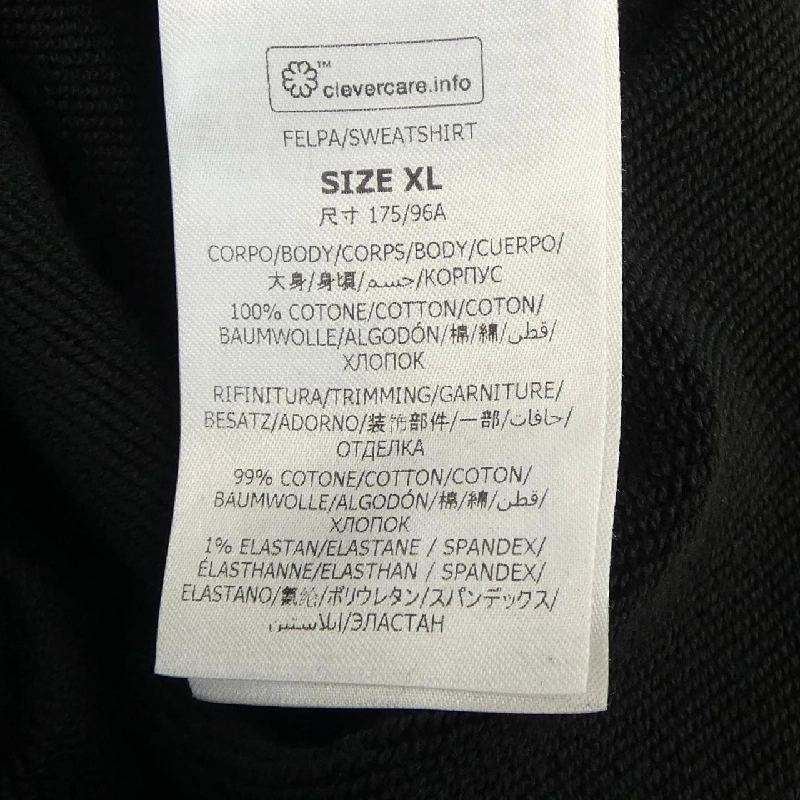 ™ clevercare.info
FELPA/SWEATSHIRT
SIZE XL
尺寸 175/96A
CORPO/BODY/CORPS/BODY/CUERPO/
大身/身頃/جسم/КОРПУС
100% COTONE/COTTON/COTON/
BAUMWOLLE/ALGODÓN/棉/綿/قطن/
ХЛОПОК
RIFINITURA/TRIMMING/GARNITURE/
BESATZ/ADORNO/装饰部件/一部/حافات/
ОТДЕЛКА
99% COTONE/COTTON/COTON/
BAUMWOLLE/ALGODÓN/棉/綿/قطن/
ХЛОПОК
1% ELASTAN/ELASTANE / SPANDEX/
ÉLASTHANNE/ELASTHAN / SPANDEX/
ELASTANO/氨纶/ポリウレタン/スパンデックス/
إيلاستين/ЭЛАСТАН